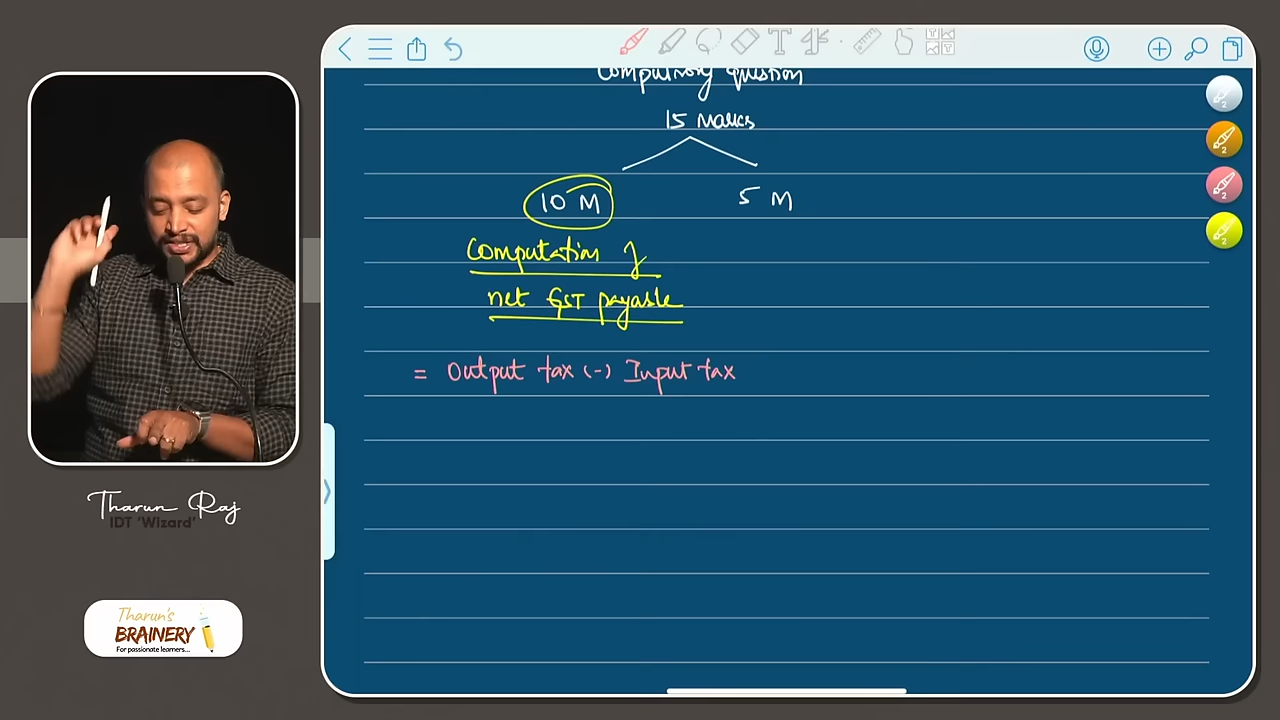 Compulsory question
15 Marks
10 M
5 M
Computation of
net GST payable
= Output tax (-) Input tax
Tharun Raj
IDT 'Wizard'
Tharun's
BRAINERY
For passionate learners...